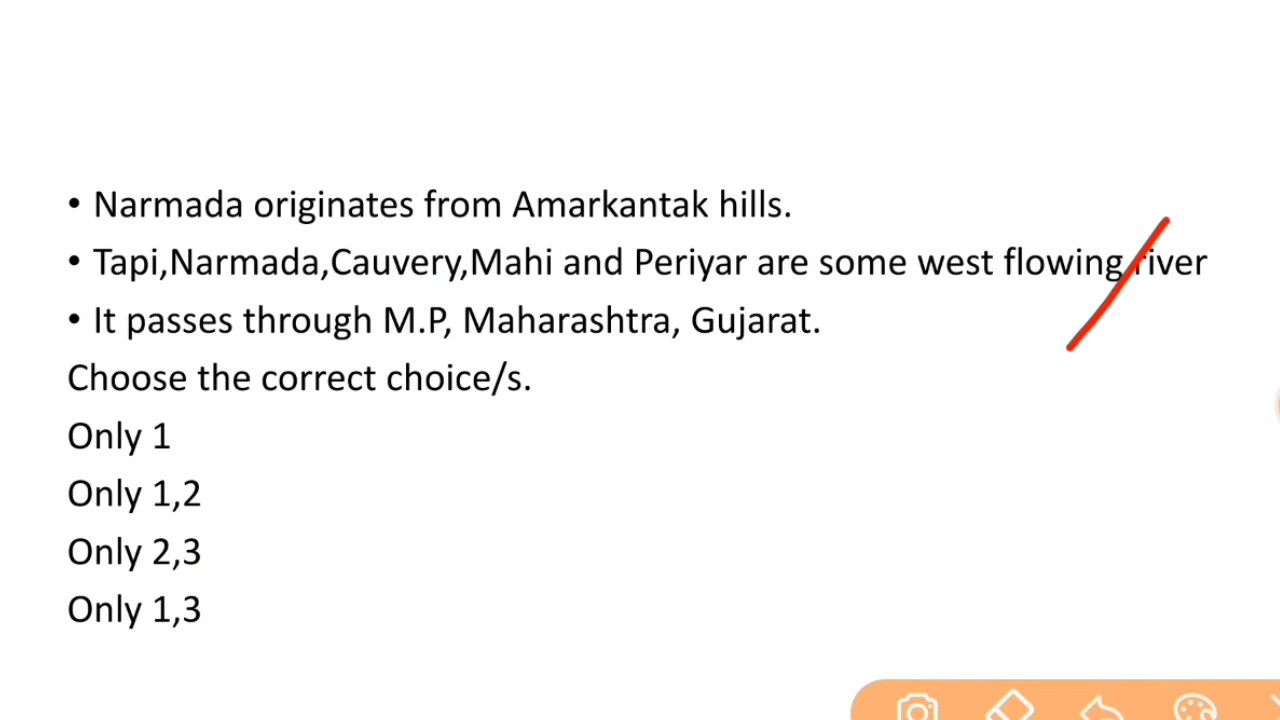 • Narmada originates from Amarkantak hills.
• Tapi,Narmada,Cauvery,Mahi and Periyar are some west flowing river
• It passes through M.P, Maharashtra, Gujarat.
Choose the correct choice/s.
Only 1
Only 1,2
Only 2,3
Only 1,3